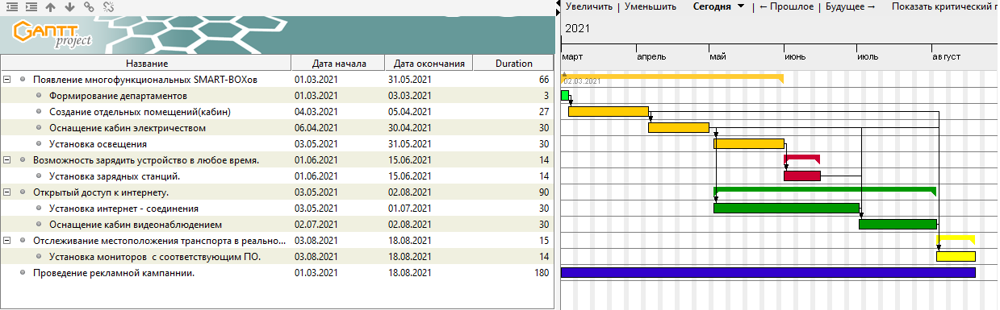 Увеличить | Уменьшить Сегодня | ← Прошлое | Будущее → Показать критический п
GANTT project
2021
март апрель май июнь июль август
Название Дата начала Дата окончания Duration
Появление многофункциональных SMART-BOXов 01.03.2021 31.05.2021 66
02.03.2021
Формирование департаментов 01.03.2021 03.03.2021 3
Создание отдельных помещений(кабин) 04.03.2021 05.04.2021 27
Оснащение кабин электричеством 06.04.2021 30.04.2021 30
Установка освещения 03.05.2021 31.05.2021 30
Возможность зарядить устройство в любое время. 01.06.2021 15.06.2021 14
Установка зарядных станций. 01.06.2021 15.06.2021 14
Открытый доступ к интернету. 03.05.2021 02.08.2021 90
Установка интернет - соединения 03.05.2021 01.07.2021 30
Оснащение кабин видеонаблюдением 02.07.2021 02.08.2021 30
Отслеживание местоположения транспорта в реально... 03.08.2021 18.08.2021 15
Установка мониторов с соответствующим ПО. 03.08.2021 18.08.2021 14
Проведение рекламной кампаннии. 01.03.2021 18.08.2021 180